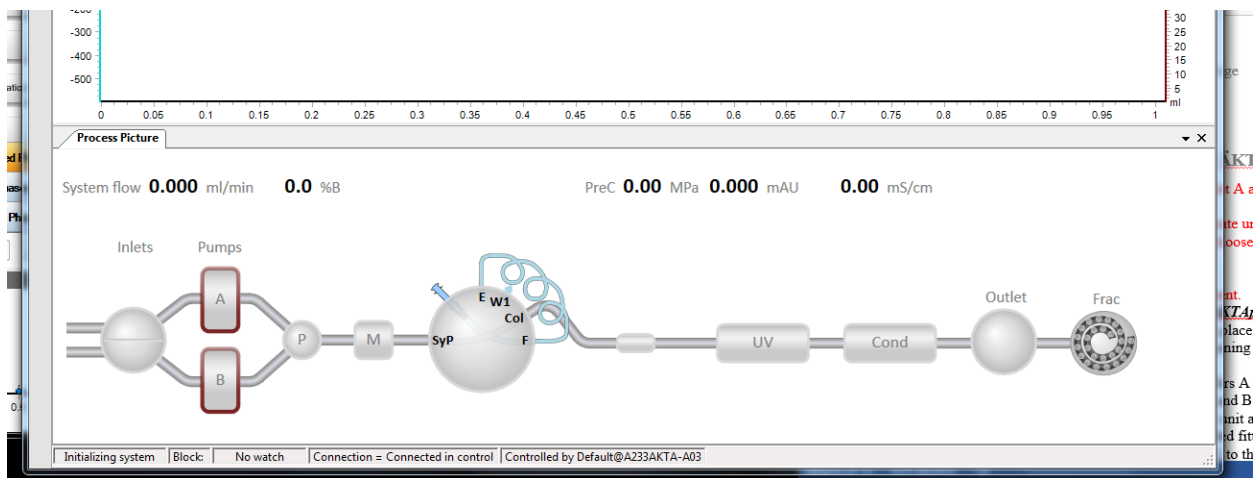 -200
-300
-400
-500
30
25
20
15
10
5
ml
0 0.05 0.1 0.15 0.2 0.25 0.3 0.35 0.4 0.45 0.5 0.55 0.6 0.65 0.7 0.75 0.8 0.85 0.9 0.95 1
Process Picture
System flow 0.000 ml/min 0.0 %B PreC 0.00 MPa 0.000 mAU 0.00 mS/cm
Inlets Pumps
A
B
P
M
E W1
Col
SyP F
UV
Cond
Outlet
Frac
Initializing system Block: No watch Connection = Connected in control Controlled by Default@A233AKTA-A03